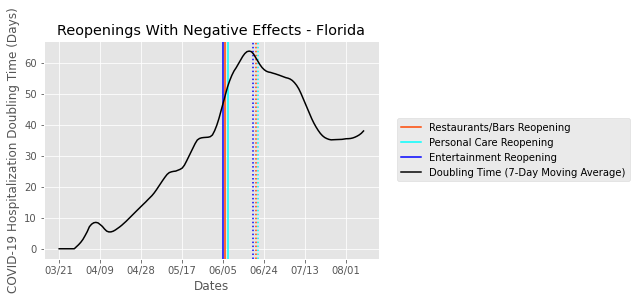 Reopenings With Negative Effects - Florida
COVID-19 Hospitalization Doubling Time (Days)
60
50
40
30
20
10
0
03/21 04/09 04/28 05/17 06/05 06/24 07/13 08/01
Dates
Restaurants/Bars Reopening
Personal Care Reopening
Entertainment Reopening
Doubling Time (7-Day Moving Average)